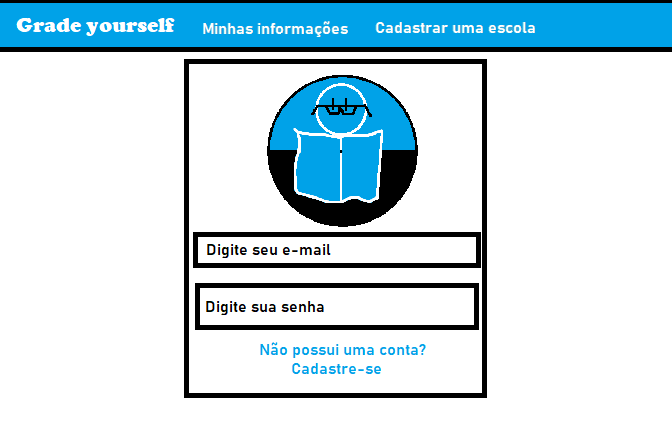 Grade yourself Minhas informações Cadastrar uma escola
Digite seu e-mail
Digite sua senha
Não possui uma conta?
Cadastre-se